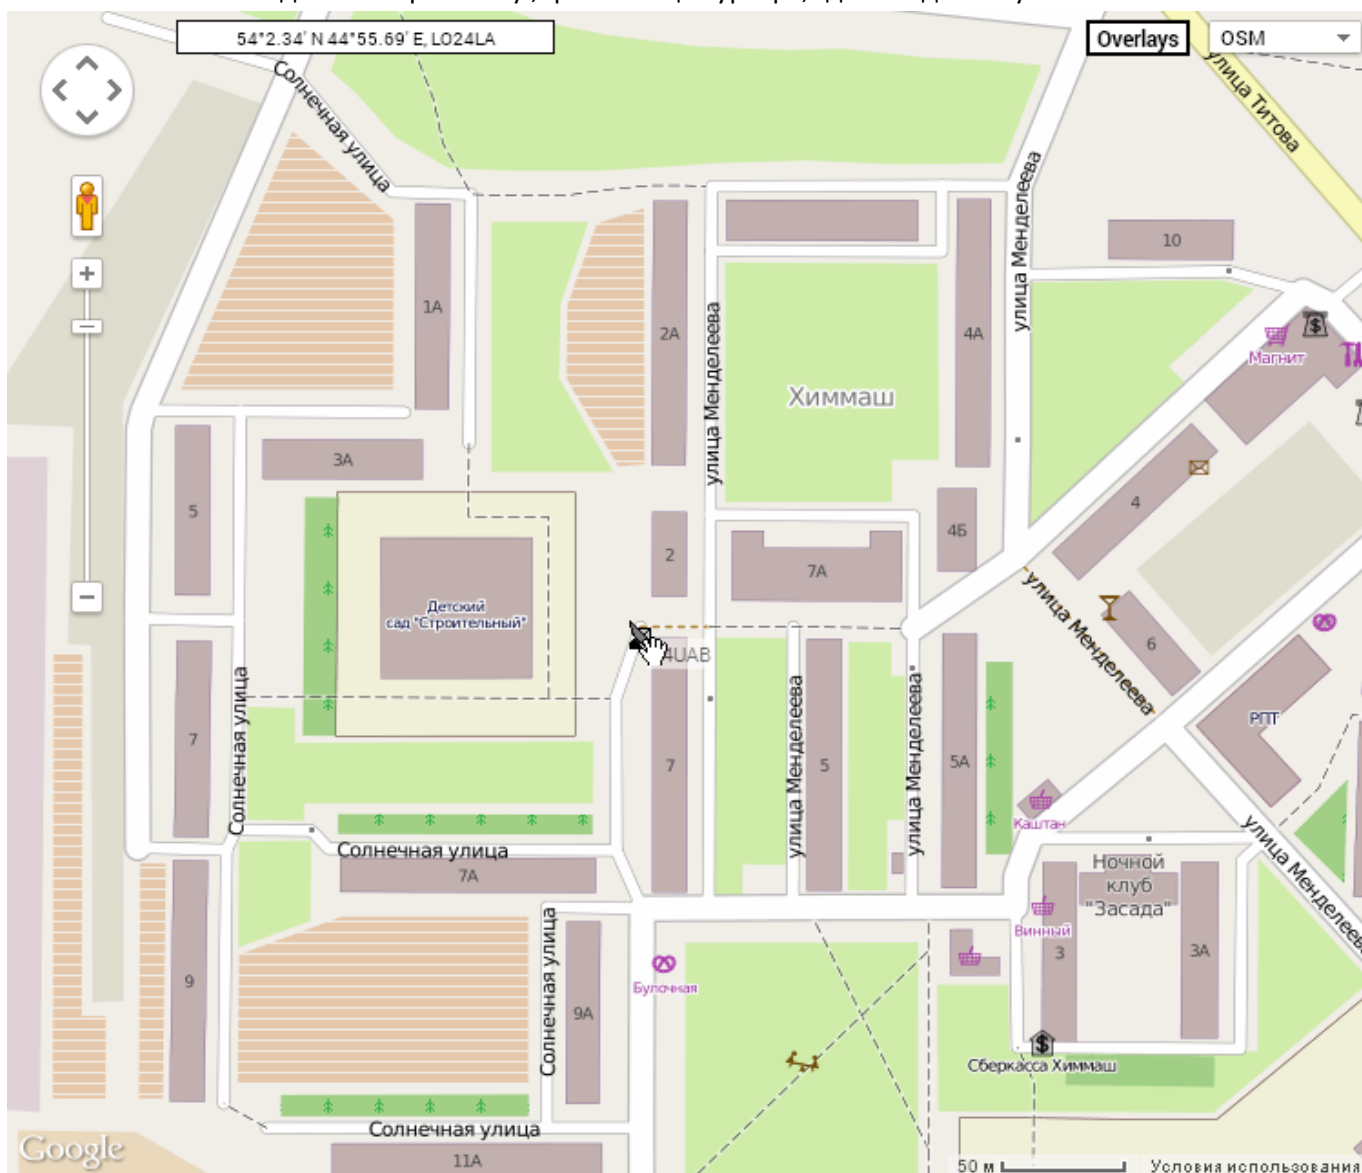 54°2.34' N 44°55.69' E, LO24LA
Overlays
OSM
улица Титова
Солнечная улица
улица Менделеева
10
1А
2А
улица Менделеева
4А
Магнит
Химмаш
3А
5
4
2
4Б
7А
Детский
сад "Строительный"
улица Менделеева
6
4UAB
РПТ
Солнечная улица
7
7
улица Менделеева
5
улица Менделеева
5А
Каштан
улица Менделеева
Солнечная улица
7А
Ночной
клуб
"Засада"
Винный
3
3А
9
Солнечная улица
Булочная
9А
Сберкасса Химмаш
Солнечная улица
11А
Google
50 м
Условия использовани